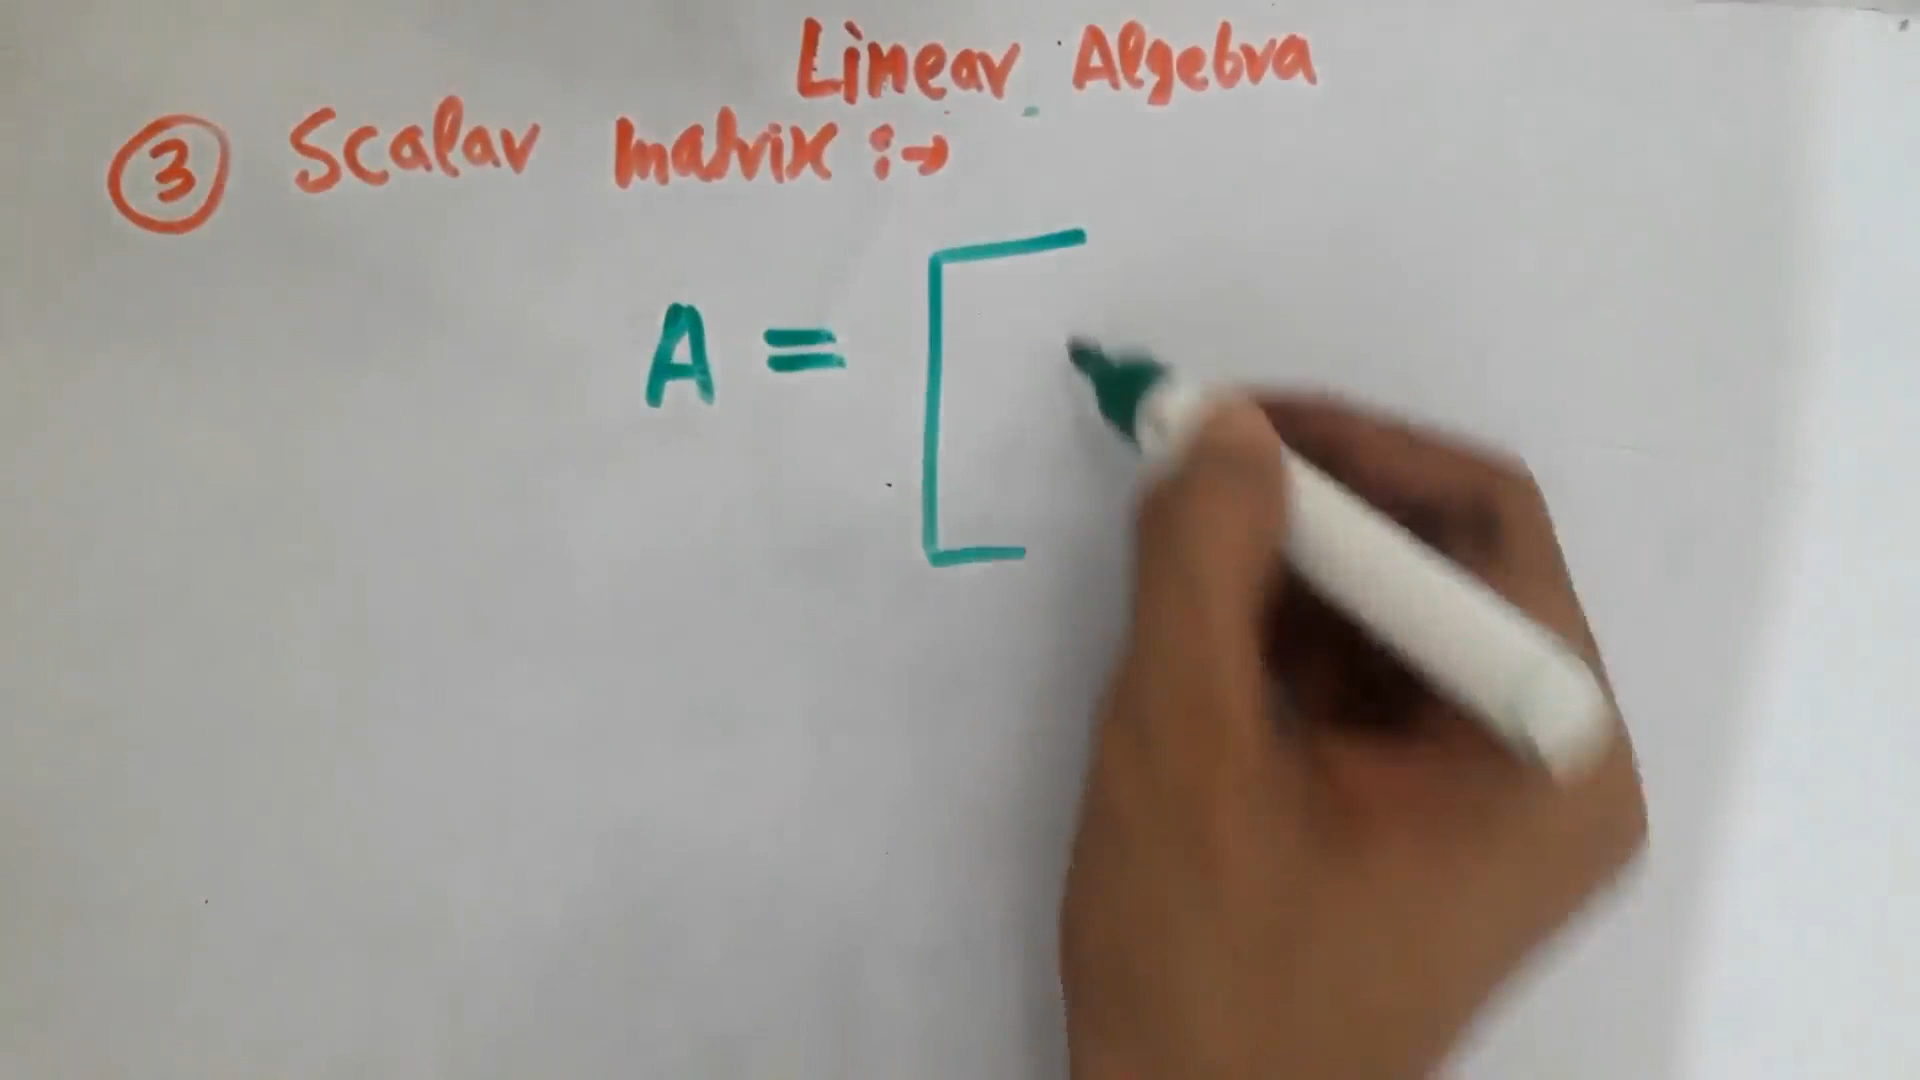 Linear Algebra
3 Scalar matrix :→
A = [